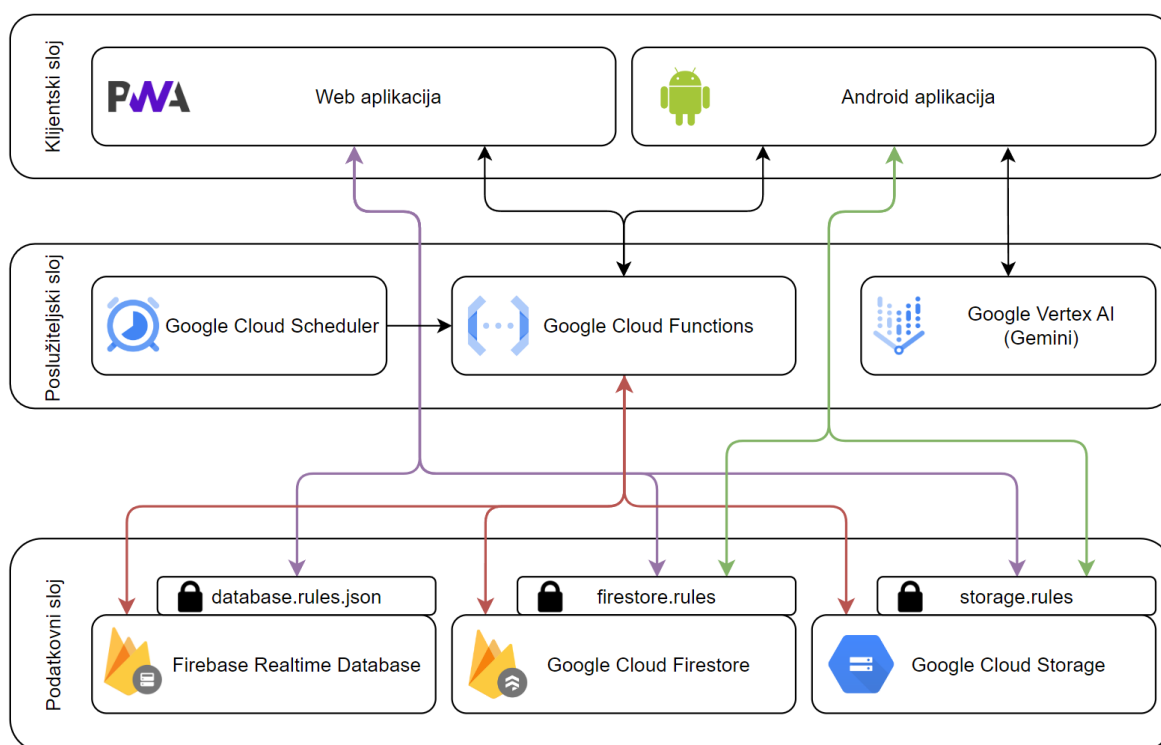 Klijentski sloj
PWA
Web aplikacija
Android aplikacija
Poslužiteljski sloj
Google Cloud Scheduler
Google Cloud Functions
Google Vertex AI
(Gemini)
Podatkovni sloj
database.rules.json
firestore.rules
storage.rules
Firebase Realtime Database
Google Cloud Firestore
Google Cloud Storage